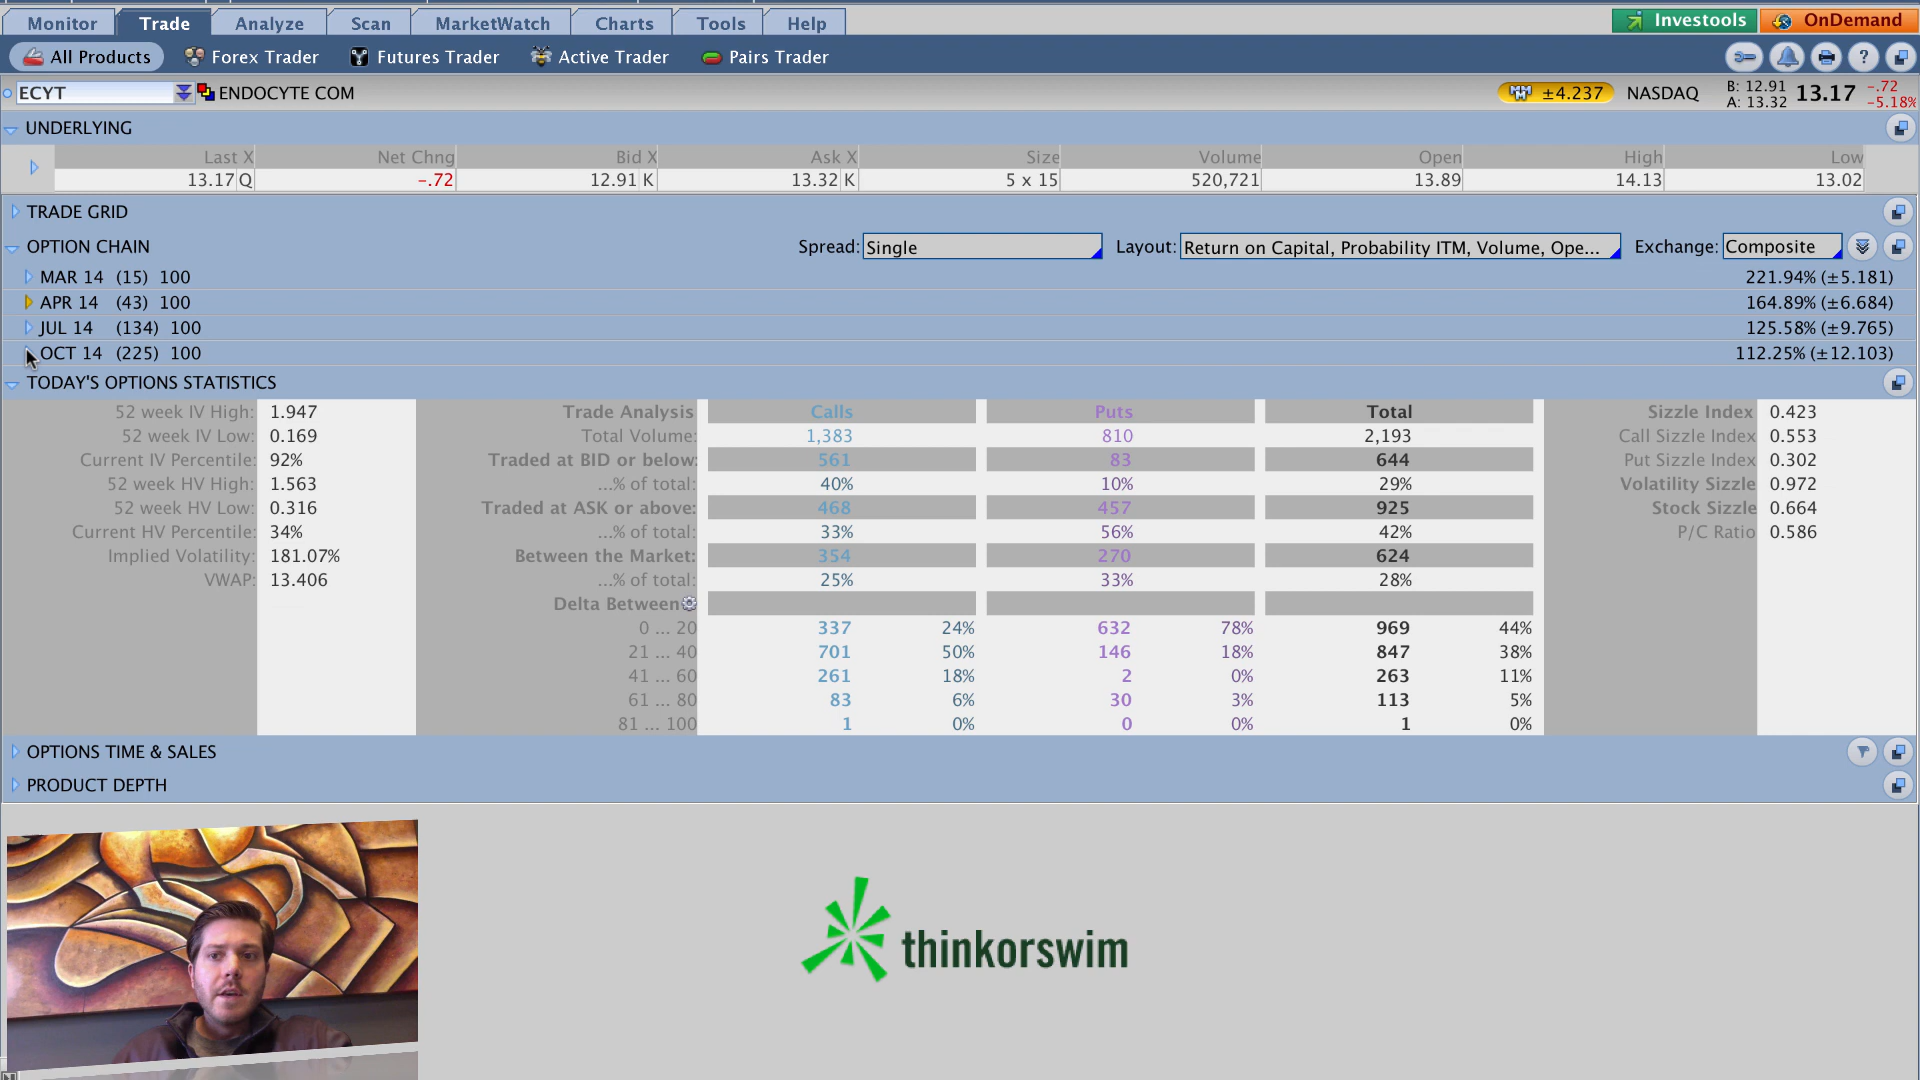 Monitor Trade Analyze Scan MarketWatch Charts Tools Help Investools OnDemand
All Products Forex Trader Futures Trader Active Trader Pairs Trader ?
ECYT ENDOCYTE COM ±4.237 NASDAQ B: 12.91 A: 13.32 13.17 -.72 -5.18%
UNDERLYING
Last X Net Chng Bid X Ask X Size Volume Open High Low
13.17 Q -.72 12.91 K 13.32 K 5 x 15 520,721 13.89 14.13 13.02
TRADE GRID
OPTION CHAIN Spread: Single Layout: Return on Capital, Probability ITM, Volume, Ope... Exchange: Composite
MAR 14 (15) 100 221.94% (±5.181)
APR 14 (43) 100 164.89% (±6.684)
JUL 14 (134) 100 125.58% (±9.765)
OCT 14 (225) 100 112.25% (±12.103)
TODAY'S OPTIONS STATISTICS
52 week IV High: 1.947 Trade Analysis Calls Puts Total Sizzle Index 0.423
52 week IV Low: 0.169 Total Volume: 1,383 810 2,193 Call Sizzle Index 0.553
Current IV Percentile: 92% Traded at BID or below: 561 83 644 Put Sizzle Index 0.302
52 week HV High: 1.563 ...% of total: 40% 10% 29% Volatility Sizzle 0.972
52 week HV Low: 0.316 Traded at ASK or above: 468 457 925 Stock Sizzle 0.664
Current HV Percentile: 34% ...% of total: 33% 56% 42% P/C Ratio 0.586
Implied Volatility: 181.07% Between the Market: 354 270 624
VWAP: 13.406 ...% of total: 25% 33% 28%
Delta Between
0 ... 20 337 24% 632 78% 969 44%
21 ... 40 701 50% 146 18% 847 38%
41 ... 60 261 18% 2 0% 263 11%
61 ... 80 83 6% 30 3% 113 5%
81 ... 100 1 0% 0 0% 1 0%
OPTIONS TIME & SALES
PRODUCT DEPTH
thinkorswim